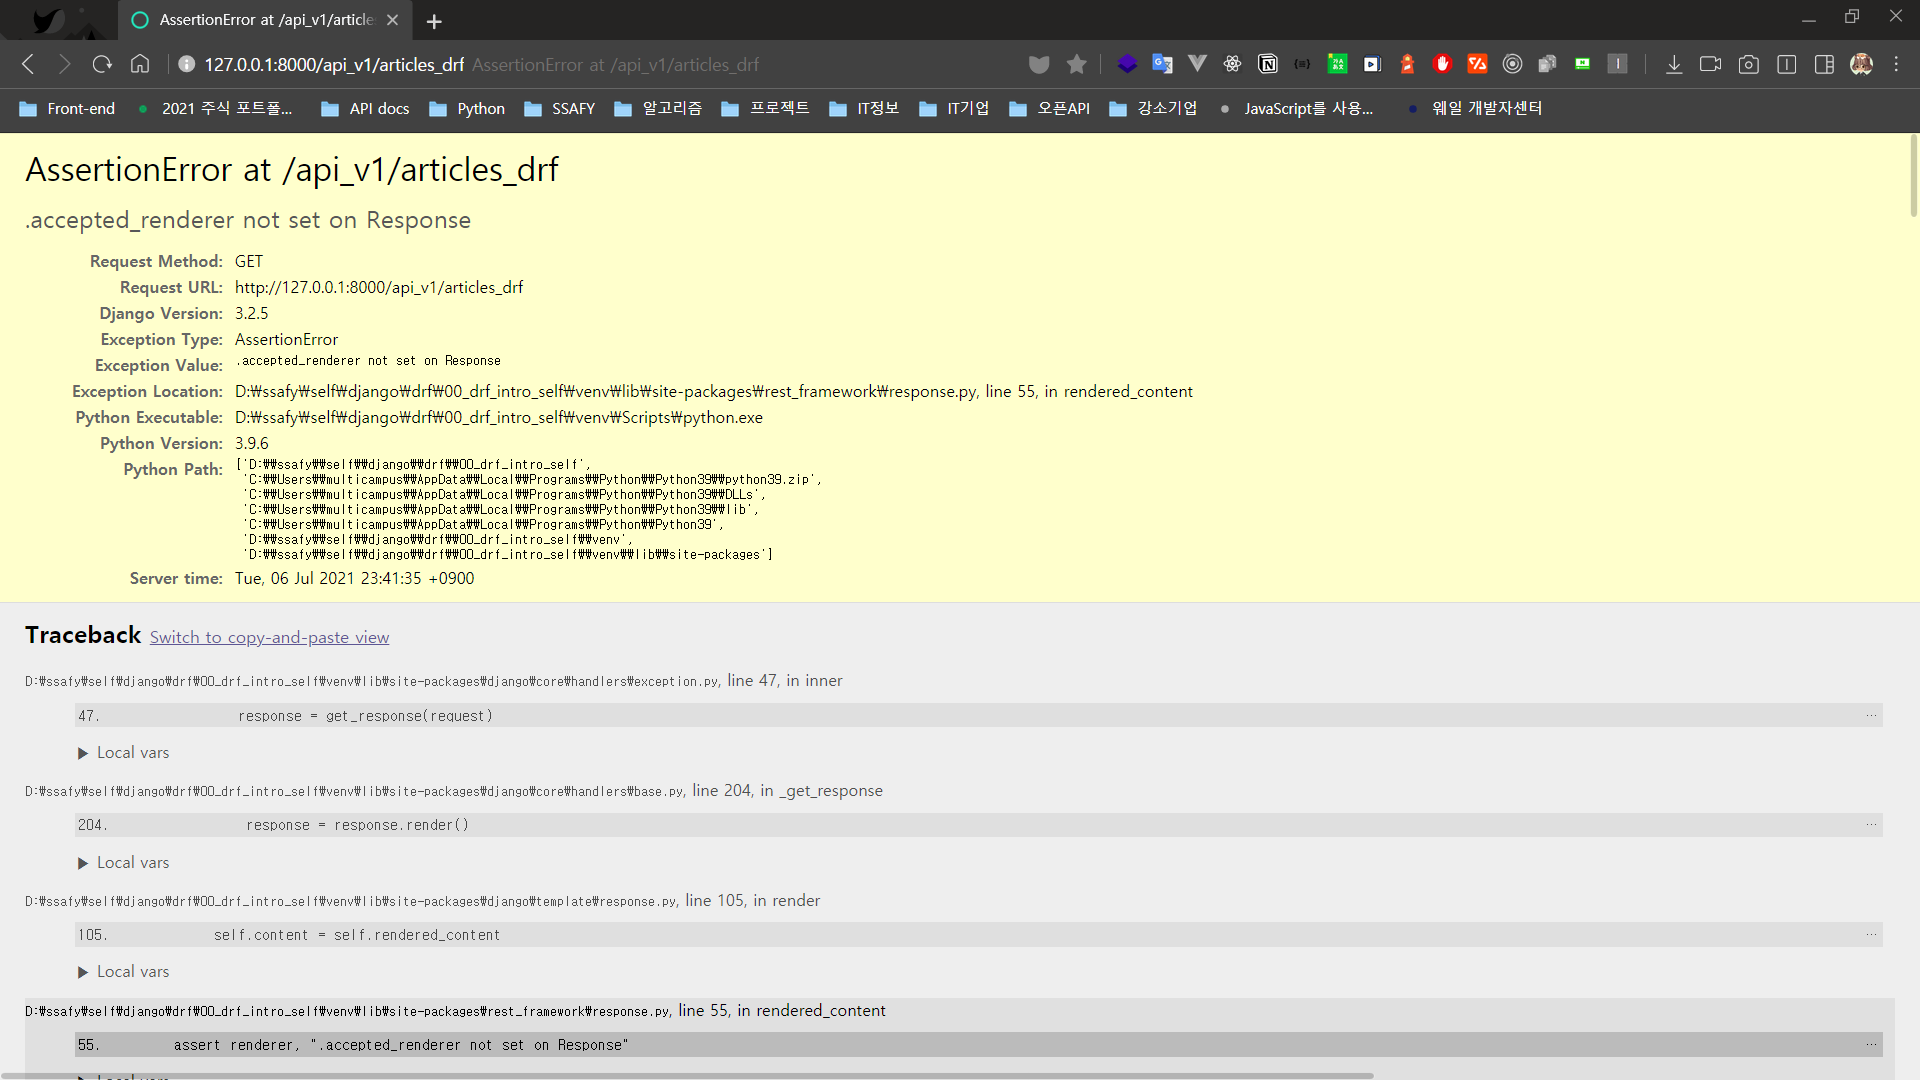 AssertionError at /api_v1/article
127.0.0.1:8000/api_v1/articles_drf AssertionError at /api_v1/articles_drf
Front-end 2021 주식 포트폴... API docs Python SSAFY 알고리즘 프로젝트 IT정보 IT기업 오픈API 강소기업 JavaScript를 사용... 웨일 개발자센터
AssertionError at /api_v1/articles_drf
.accepted_renderer not set on Response
Request Method: GET
Request URL: http://127.0.0.1:8000/api_v1/articles_drf
Django Version: 3.2.5
Exception Type: AssertionError
Exception Value: .accepted_renderer not set on Response
Exception Location: D:₩ssafy₩self₩django₩drf₩00_drf_intro_self₩venv₩lib₩site-packages₩rest_framework₩response.py, line 55, in rendered_content
Python Executable: D:₩ssafy₩self₩django₩drf₩00_drf_intro_self₩venv₩Scripts₩python.exe
Python Version: 3.9.6
Python Path: ['D:₩₩ssafy₩₩self₩₩django₩₩drf₩₩00_drf_intro_self',
'C:₩₩Users₩₩multicampus₩₩AppData₩₩Local₩₩Programs₩₩Python₩₩Python39₩₩python39.zip',
'C:₩₩Users₩₩multicampus₩₩AppData₩₩Local₩₩Programs₩₩Python₩₩Python39₩₩DLLs',
'C:₩₩Users₩₩multicampus₩₩AppData₩₩Local₩₩Programs₩₩Python₩₩Python39₩₩lib',
'C:₩₩Users₩₩multicampus₩₩AppData₩₩Local₩₩Programs₩₩Python₩₩Python39',
'D:₩₩ssafy₩₩self₩₩django₩₩drf₩₩00_drf_intro_self₩₩venv',
'D:₩₩ssafy₩₩self₩₩django₩₩drf₩₩00_drf_intro_self₩₩venv₩₩lib₩₩site-packages']
Server time: Tue, 06 Jul 2021 23:41:35 +0900
Traceback Switch to copy-and-paste view
D:₩ssafy₩self₩django₩drf₩00_drf_intro_self₩venv₩lib₩site-packages₩django₩core₩handlers₩exception.py, line 47, in inner
47. response = get_response(request) ...
▶ Local vars
D:₩ssafy₩self₩django₩drf₩00_drf_intro_self₩venv₩lib₩site-packages₩django₩core₩handlers₩base.py, line 204, in _get_response
204. response = response.render() ...
▶ Local vars
D:₩ssafy₩self₩django₩drf₩00_drf_intro_self₩venv₩lib₩site-packages₩django₩template₩response.py, line 105, in render
105. self.content = self.rendered_content ...
▶ Local vars
D:₩ssafy₩self₩django₩drf₩00_drf_intro_self₩venv₩lib₩site-packages₩rest_framework₩response.py, line 55, in rendered_content
55. assert renderer, ".accepted_renderer not set on Response" ...
▶ Local vars